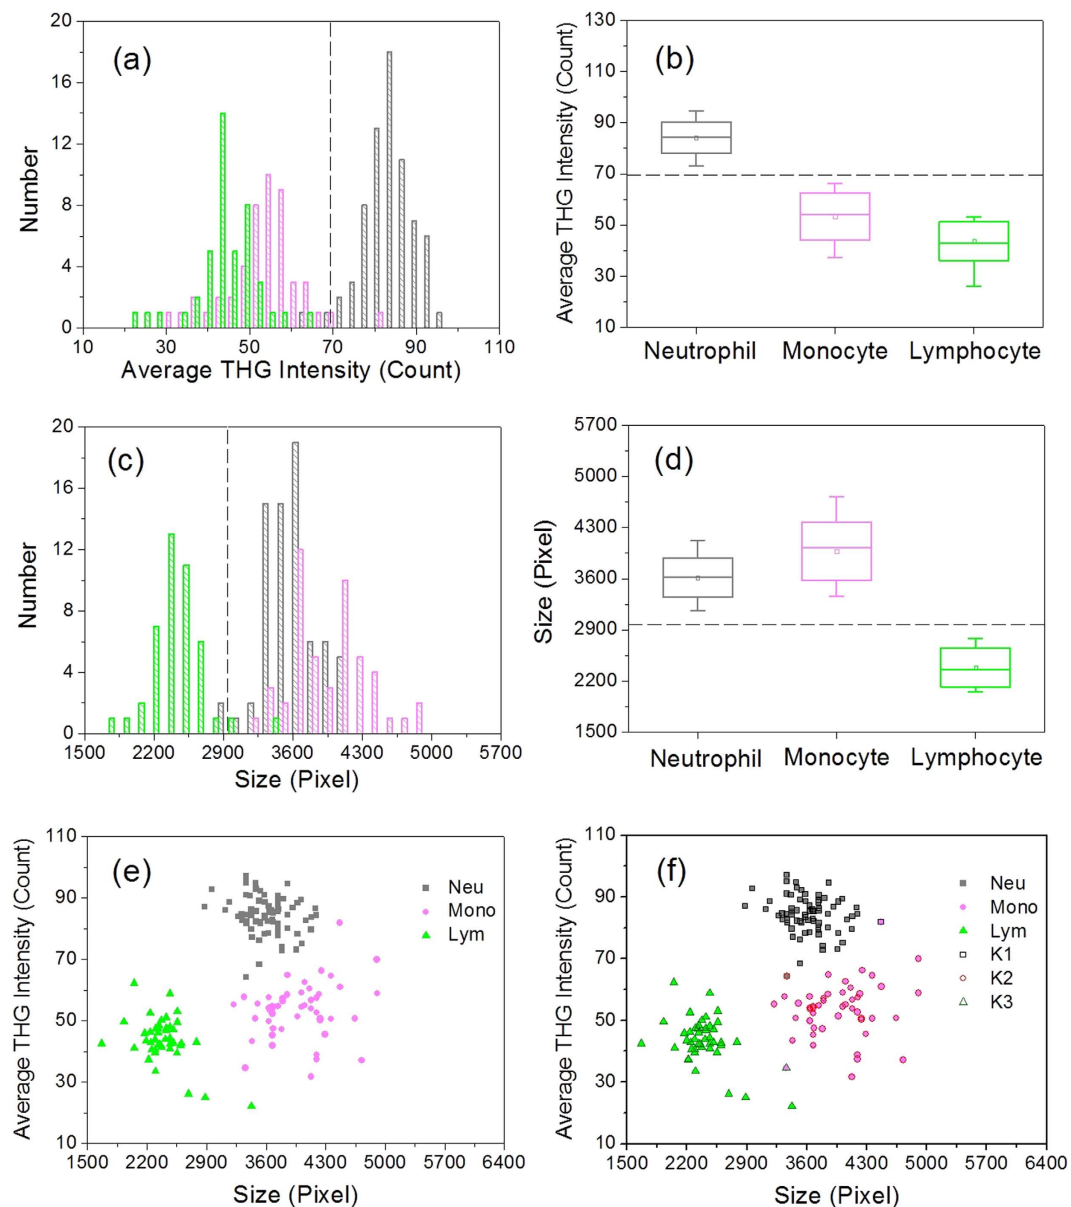 (a)
20
16
12
8
4
0
Number
10 30 50 70 90 110
Average THG Intensity (Count)
(b)
130
110
90
70
50
30
10
Average THG Intensity (Count)
Neutrophil Monocyte Lymphocyte
(c)
20
16
12
8
4
0
Number
1500 2200 2900 3600 4300 5000 5700
Size (Pixel)
(d)
5700
5000
4300
3600
2900
2200
1500
Size (Pixel)
Neutrophil Monocyte Lymphocyte
(e)
110
90
70
50
30
10
Average THG Intensity (Count)
Neu
Mono
Lym
1500 2200 2900 3600 4300 5000 5700 6400
Size (Pixel)
(f)
110
90
70
50
30
10
Average THG Intensity (Count)
Neu
Mono
Lym
K1
K2
K3
1500 2200 2900 3600 4300 5000 5700 6400
Size (Pixel)